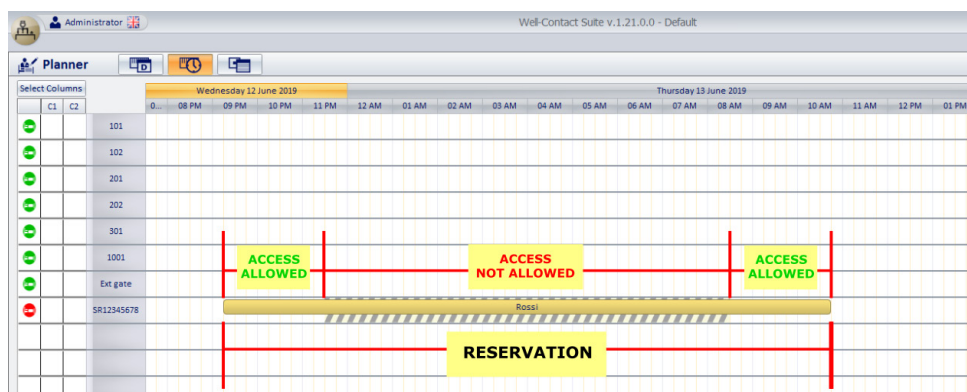 Administrator
Well-Contact Suite v.1.21.0.0 - Default
Planner
D
Select Columns
Wednesday 12 June 2019
Thursday 13 June 2019
C1 C2
0... 08 PM 09 PM 10 PM 11 PM 12 AM 01 AM 02 AM 03 AM 04 AM 05 AM 06 AM 07 AM 08 AM 09 AM 10 AM 11 AM 12 PM 01 PM
101
102
201
202
301
1001
ACCESS
ALLOWED
ACCESS
NOT ALLOWED
ACCESS
ALLOWED
Ext gate
SR12345678
Rossi
RESERVATION